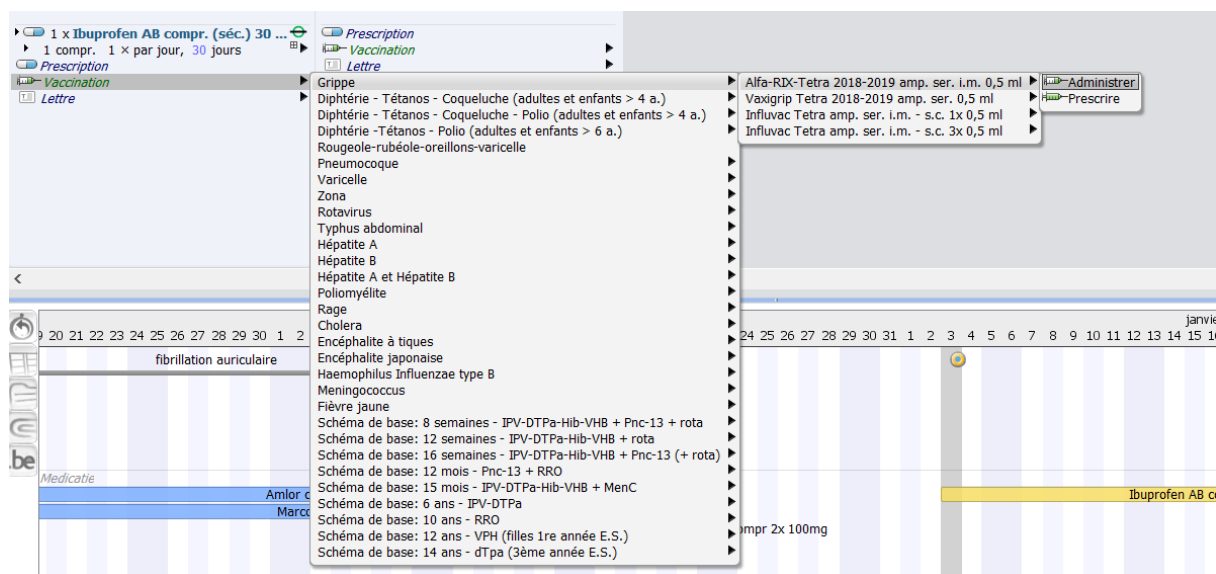 1 x Ibuprofen AB compr. (séc.) 30 ...
1 compr. 1 × par jour, 30 jours
Prescription
Vaccination
Lettre
Prescription
Vaccination
Lettre
Grippe
Diphtérie - Tétanos - Coqueluche (adultes et enfants > 4 a.)
Diphtérie - Tétanos - Coqueluche - Polio (adultes et enfants > 4 a.)
Diphtérie -Tétanos - Polio (adultes et enfants > 6 a.)
Rougeole-rubéole-oreillons-varicelle
Pneumocoque
Varicelle
Zona
Rotavirus
Typhus abdominal
Hépatite A
Hépatite B
Hépatite A et Hépatite B
Poliomyélite
Rage
Cholera
Encéphalite à tiques
Encéphalite japonaise
Haemophilus Influenzae type B
Meningococcus
Fièvre jaune
Schéma de base: 8 semaines - IPV-DTPa-Hib-VHB + Pnc-13 + rota
Schéma de base: 12 semaines - IPV-DTPa-Hib-VHB + rota
Schéma de base: 16 semaines - IPV-DTPa-Hib-VHB + Pnc-13 (+ rota)
Schéma de base: 12 mois - Pnc-13 + RRO
Schéma de base: 15 mois - IPV-DTPa-Hib-VHB + MenC
Schéma de base: 6 ans - IPV-DTPa
Schéma de base: 10 ans - RRO
Schéma de base: 12 ans - VPH (filles 1re année E.S.)
Schéma de base: 14 ans - dTpa (3ème année E.S.)
Alfa-RIX-Tetra 2018-2019 amp. ser. i.m. 0,5 ml
Vaxigrip Tetra 2018-2019 amp. ser. 0,5 ml
Influvac Tetra amp. ser. i.m. - s.c. 1x 0,5 ml
Influvac Tetra amp. ser. i.m. - s.c. 3x 0,5 ml
Administrer
Prescrire
janvie
20 21 22 23 24 25 26 27 28 29 30 1 2
24 25 26 27 28 29 30 31 1 2 3 4 5 6 7 8 9 10 11 12 13 14 15
fibrillation auriculaire
.be
Medicatie
Amlor
Marco
Ibuprofen AB
ompr 2x 100mg